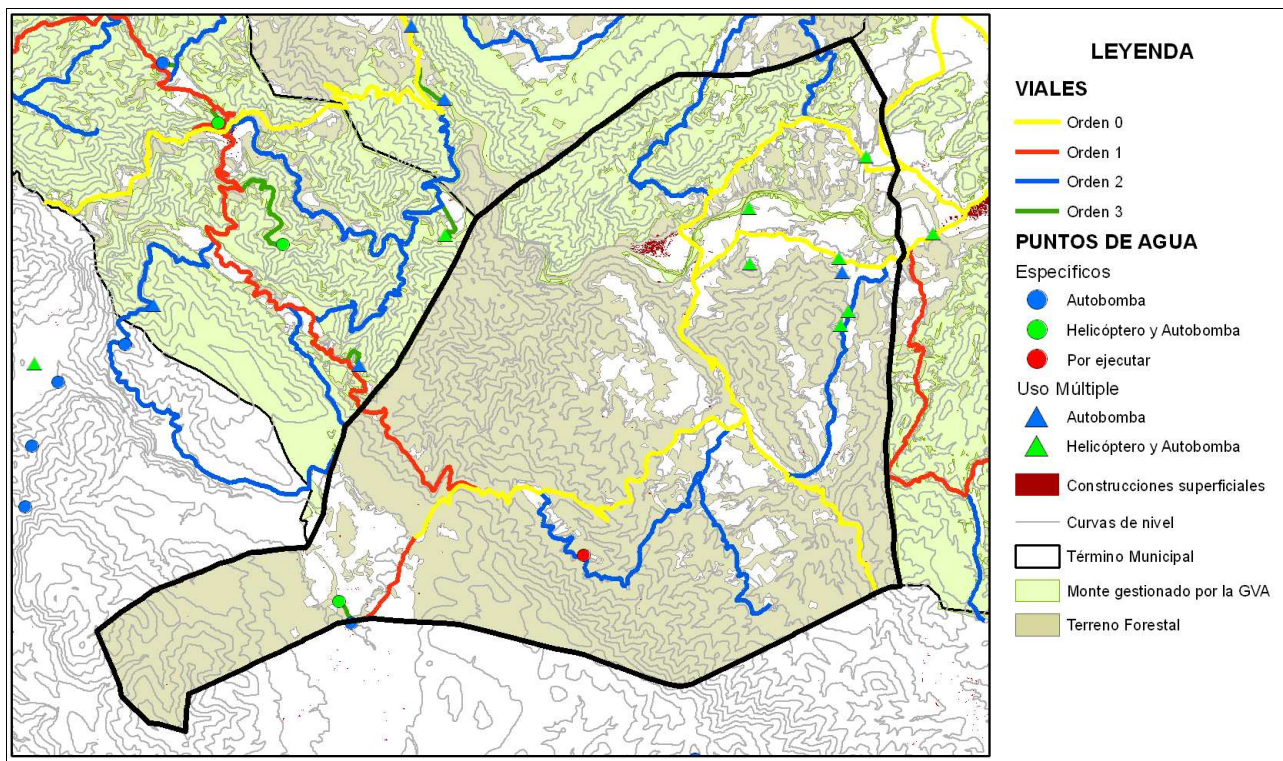 LEYENDA
VIALES
Orden 0
Orden 1
Orden 2
Orden 3
PUNTOS DE AGUA
Específicos
Autobomba
Helicóptero y Autobomba
Por ejecutar
Uso Múltiple
Autobomba
Helicóptero y Autobomba
Construcciones superficiales
Curvas de nivel
Término Municipal
Monte gestionado por la GVA
Terreno Forestal